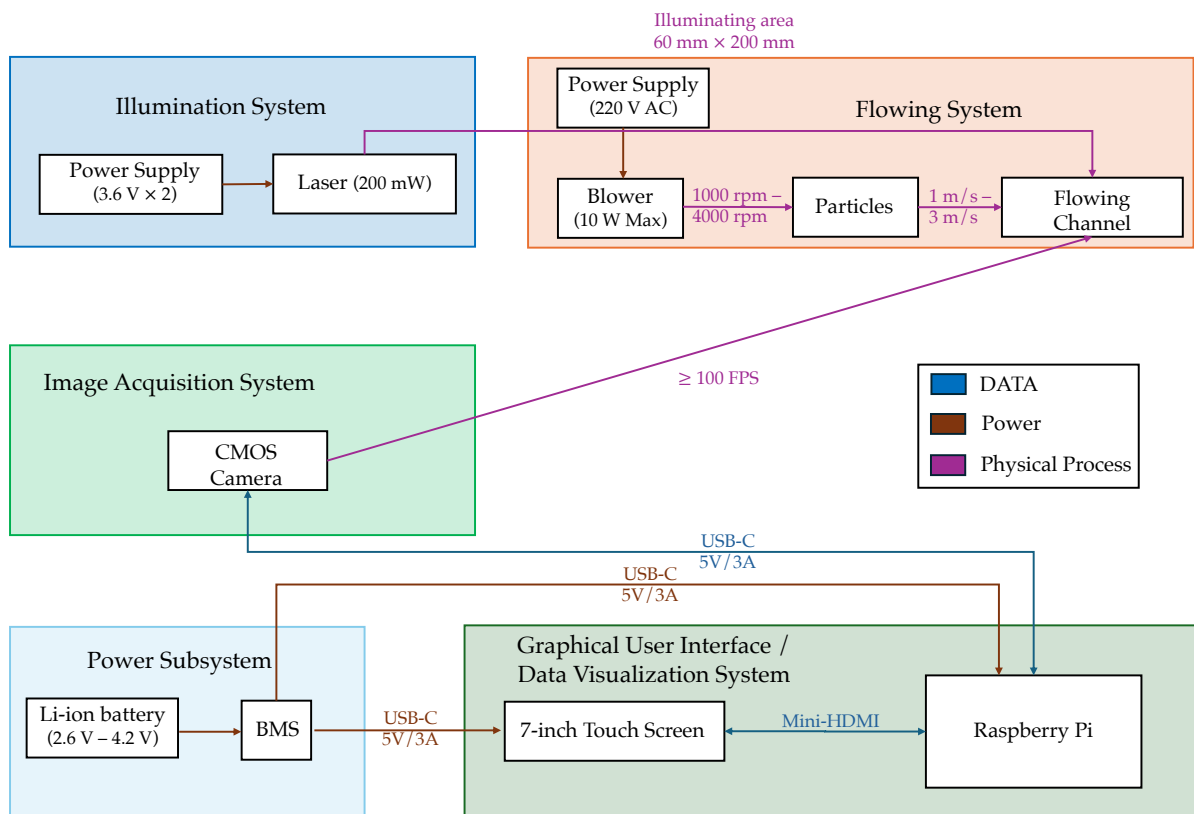 Illuminating area
60 mm × 200 mm
Illumination System
Power Supply
(3.6 V × 2)
Laser (200 mW)
Power Supply
(220 V AC)
Flowing System
Blower
(10 W Max)
1000 rpm –
4000 rpm
Particles
1 m/s–
3 m/s
Flowing
Channel
Image Acquisition System
CMOS
Camera
≥ 100 FPS
DATA
Power
Physical Process
USB-C
5V/3A
USB-C
5V/3A
Power Subsystem
Li-ion battery
(2.6 V – 4.2 V)
BMS
USB-C
5V/3A
Graphical User Interface /
Data Visualization System
7-inch Touch Screen
Mini-HDMI
Raspberry Pi